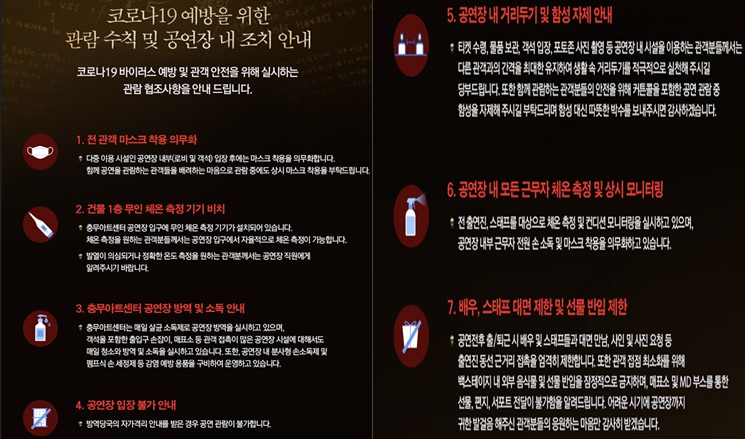 코로나19 예방을 위한
관람 수칙 및 공연장 내 조치 안내
코로나19 바이러스 예방 및 관객 안전을 위해 실시하는
관람 협조사항을 안내 드립니다.
1. 전 관객 마스크 착용 의무화
다중 이용 시설인 공연장 내부(로비 및 객석) 입장 후에는 마스크 착용을 의무화합니다.
함께 공연을 관람하는 관객들을 배려하는 마음으로 관람 중에도 상시 마스크 착용을 부탁드립니다.
2. 건물 1층 무인 체온 측정 기기 비치
충무아트센터 공연장 입구에 무인 체온 측정 기기가 설치되어 있습니다.
체온 측정을 원하는 관객분들께서는 공연장 입구에서 자율적으로 체온 측정이 가능합니다.
발열이 의심되거나 정확한 온도 측정을 원하는 관객분께서는 공연장 직원에게
알려주시기 바랍니다.
3. 충무아트센터 공연장 방역 및 소독 안내
충무아트센터는 매일 살균 소독제로 공연장 방역을 실시하고 있으며,
객석을 포함한 출입구 손잡이, 매표소 등 관객 접촉이 많은 공연장 시설에 대해서도
매일 청소와 방역 및 소독을 실시하고 있습니다. 또한, 공연장 내 분사형 손소독제 및
펌프식 손 세정제 등 감염 예방 용품을 구비하여 운영하고 있습니다.
4. 공연장 입장 불가 안내
방역당국의 자가격리 안내를 받은 경우 공연 관람이 불가합니다.
5. 공연장 내 거리두기 및 함성 자제 안내
티켓 수령, 물품 보관, 객석 입장, 포토존 사진 촬영 등 공연장 내 시설을 이용하는 관객분들께서는
다른 관객과의 간격을 최대한 유지하여 생활 속 거리두기를 적극적으로 실천해 주시길
당부드립니다. 또한 함께 관람하는 관객분들의 안전을 위해 커튼콜을 포함한 공연 관람 중
함성을 자제해 주시길 부탁드리며 함성 대신 따뜻한 박수를 보내주시면 감사하겠습니다.
6. 공연장 내 모든 근무자 체온 측정 및 상시 모니터링
전 출연진, 스태프를 대상으로 체온 측정 및 컨디션 모니터링을 실시하고 있으며,
공연장 내부 근무자 전원 손 소독 및 마스크 착용을 의무화하고 있습니다.
7. 배우, 스태프 대면 제한 및 선물 반입 제한
공연전후 출/퇴근 시 배우 및 스태프들과 대면 만남, 사인 및 사진 요청 등
출연진 동선 근거리 접촉을 엄격히 제한합니다. 또한 관객 접점 최소화를 위해
백스테이지 내 외부 음식물 및 선물 반입을 잠정적으로 금지하며, 매표소 및 MD 부스를 통한
선물, 편지, 서포트 전달이 불가함을 알려드립니다. 어려운 시기에 공연장까지
귀한 발걸음 해주신 관객분들의 응원하는 마음만 감사히 받겠습니다.